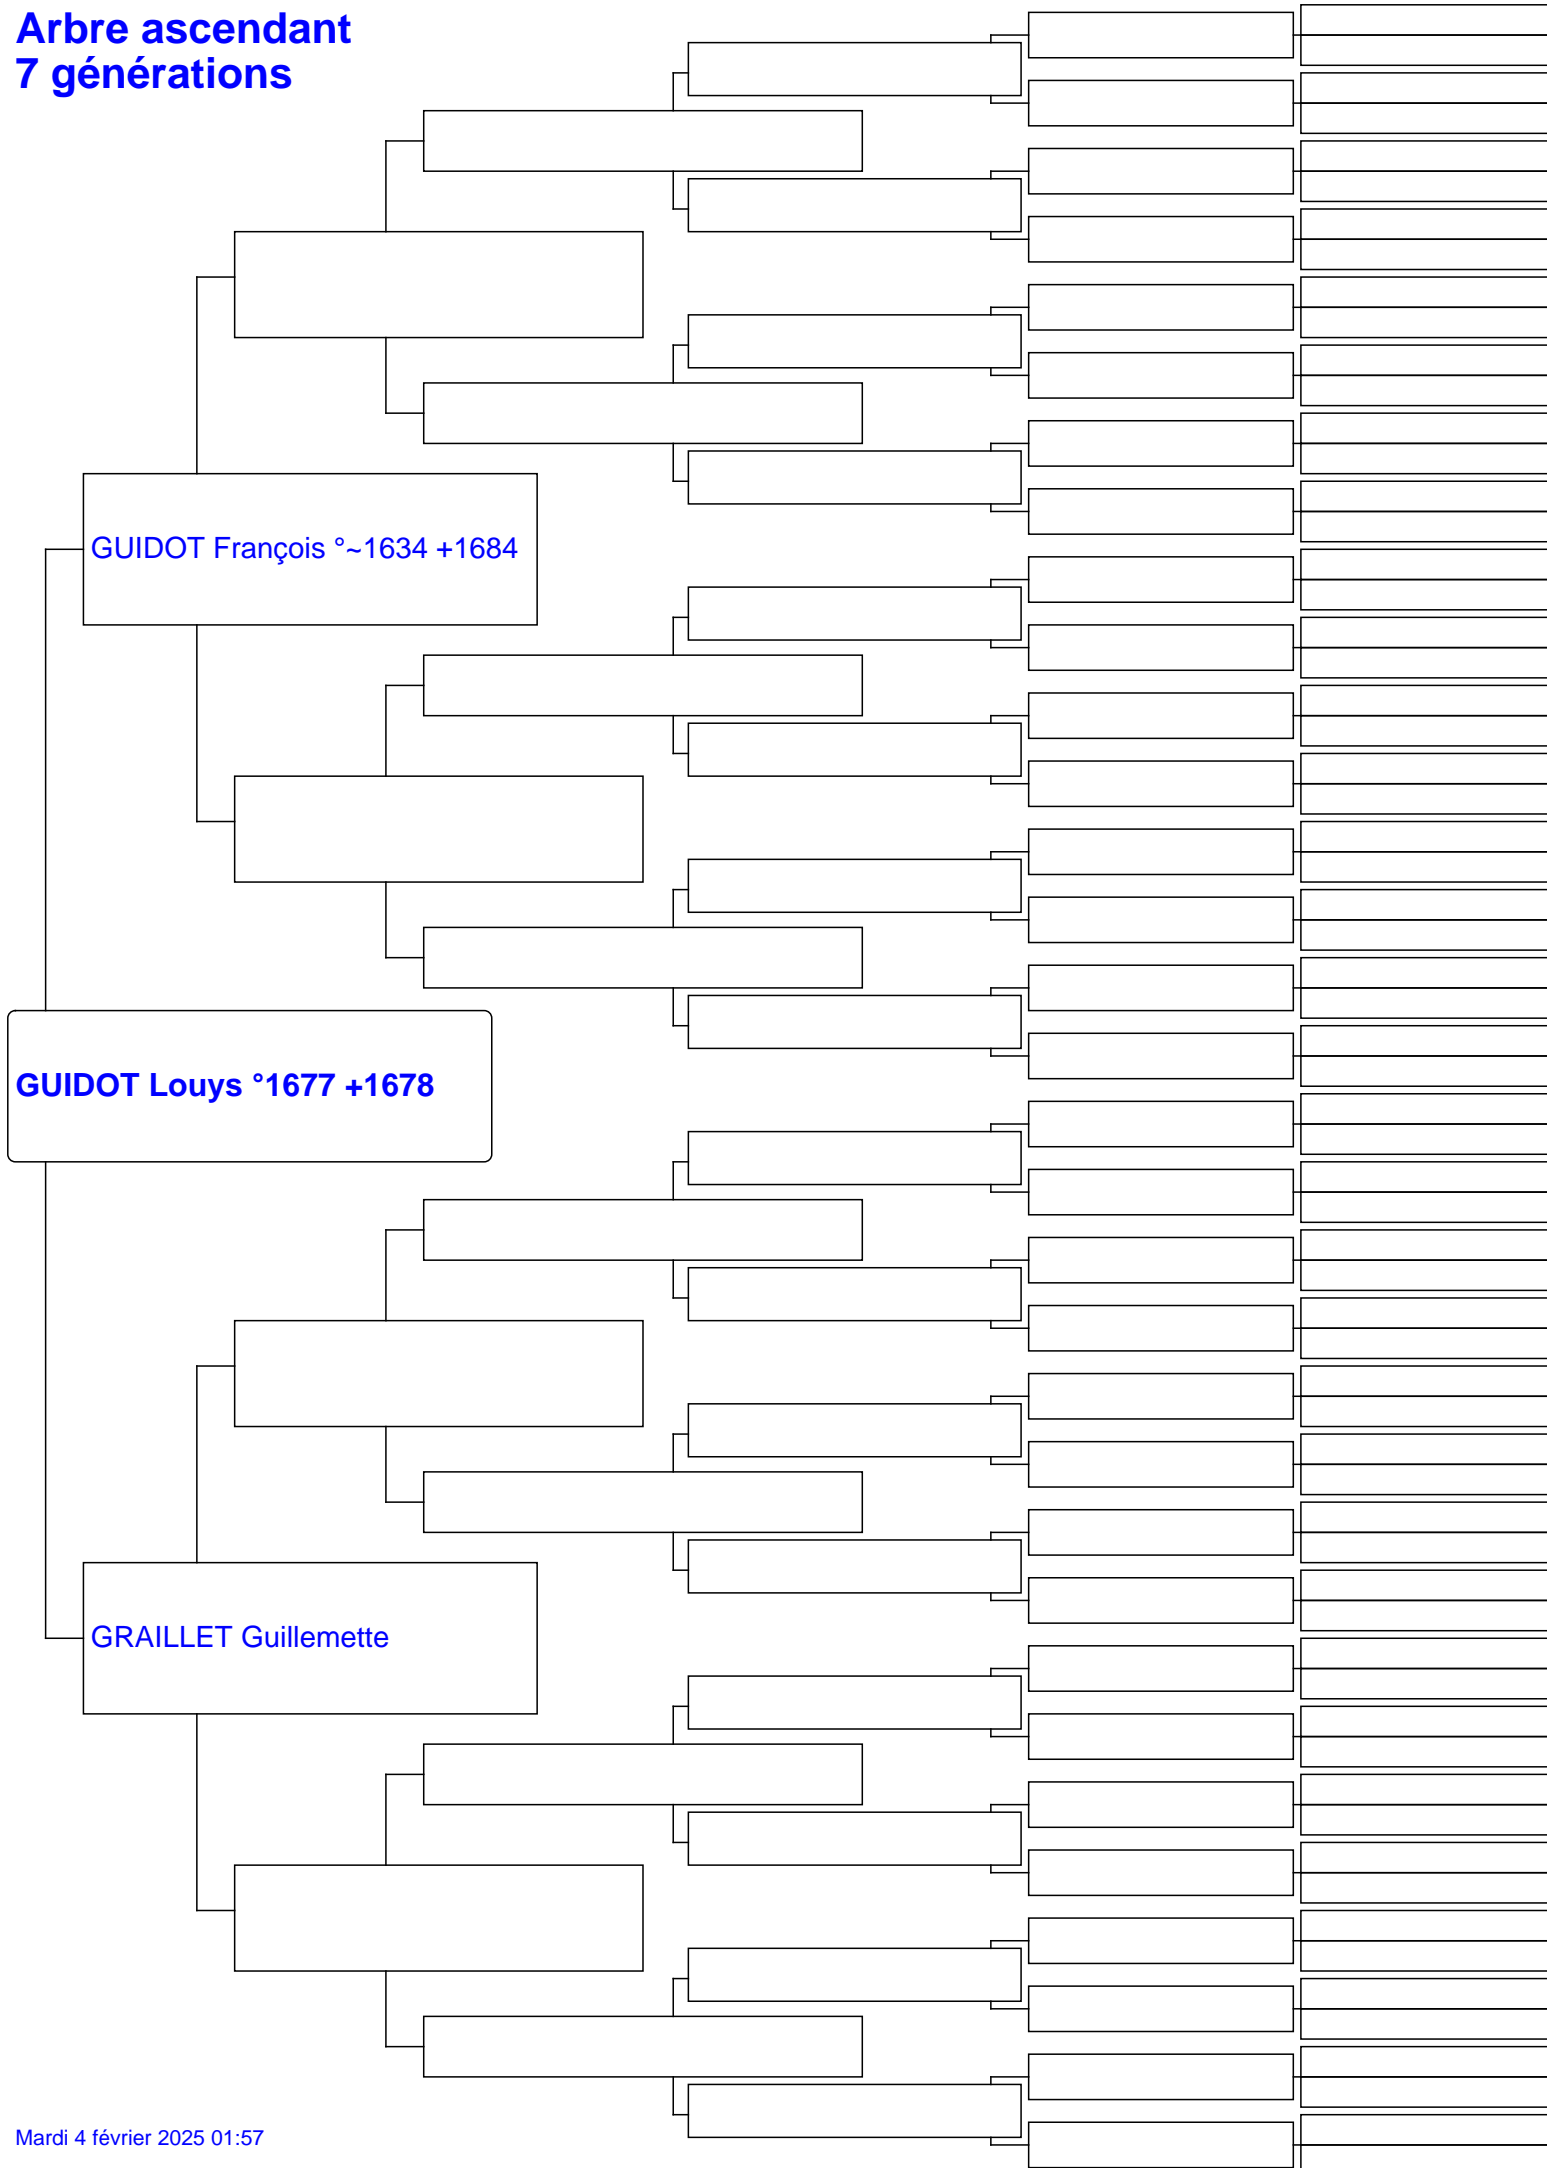 Arbre ascendant
7 générations
GUIDOT François °~1634 +1684
GUIDOT Louys °1677 +1678
GRAILLET Guillemette
Mardi 4 février 2025 01:57